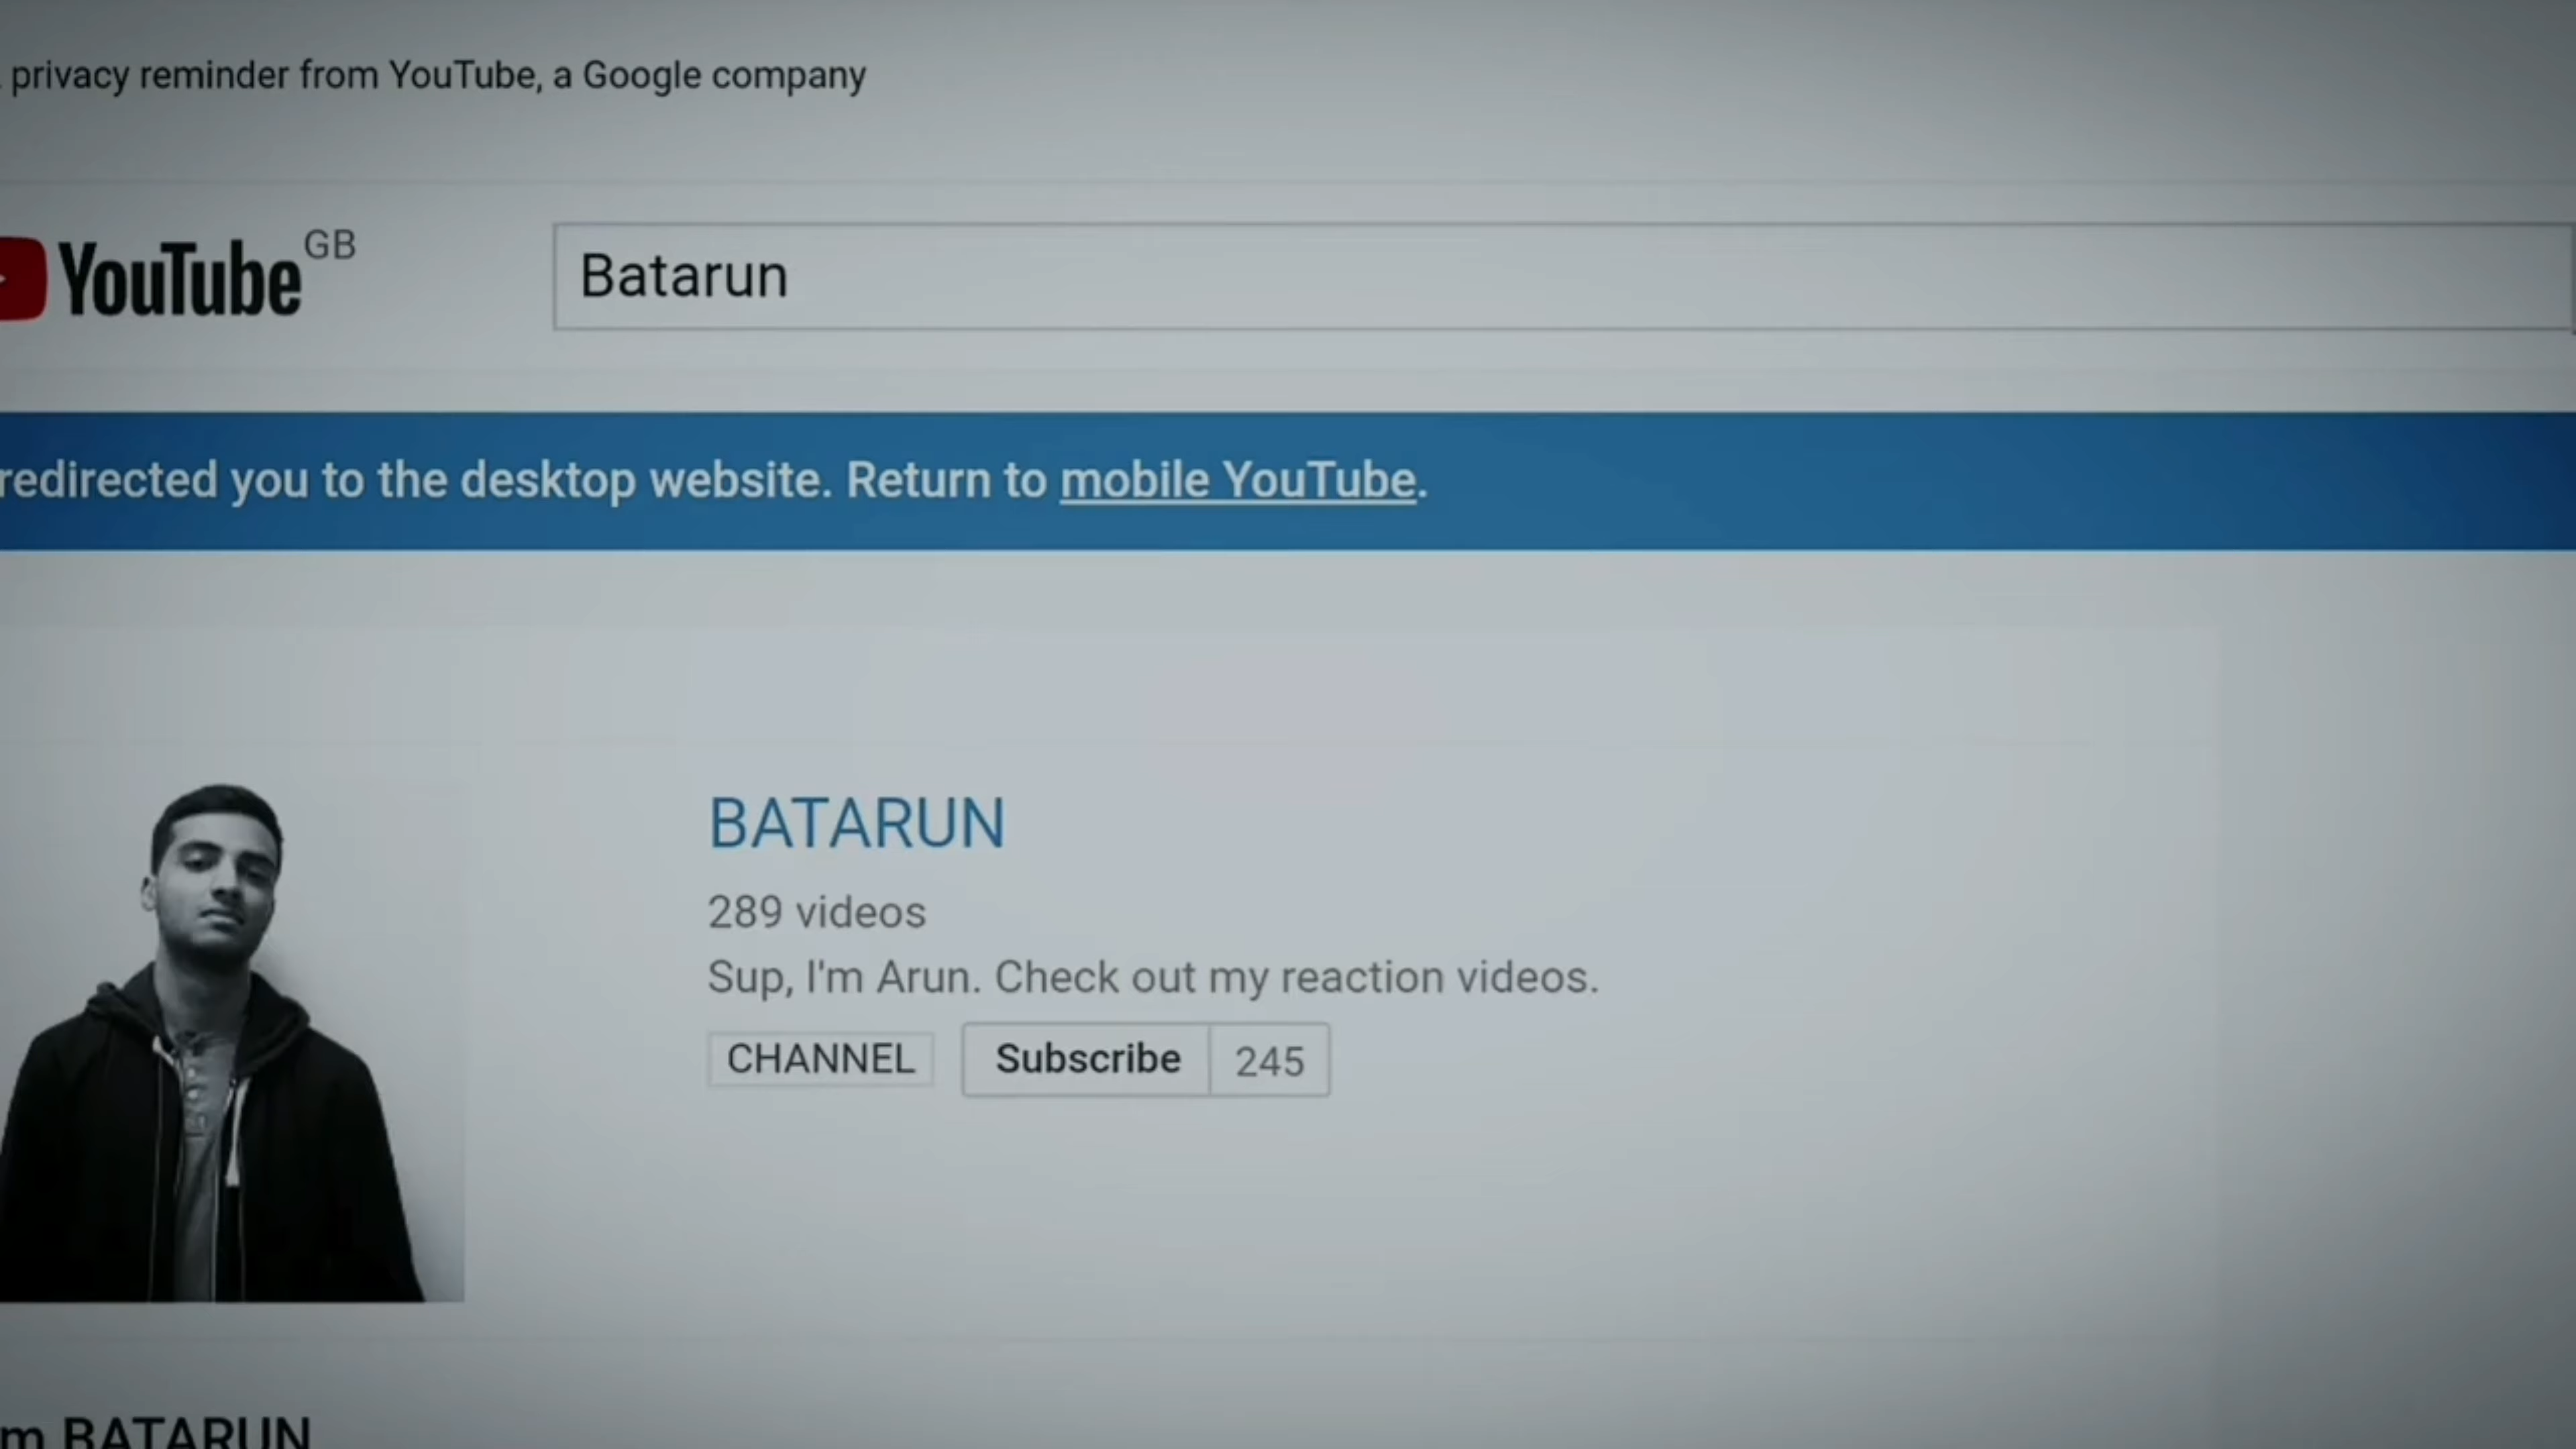 privacy reminder from YouTube, a Google company
YouTube GB
Batarun
redirected you to the desktop website. Return to mobile YouTube.
BATARUN
289 videos
Sup, I'm Arun. Check out my reaction videos.
CHANNEL
Subscribe 245
m BATARUN